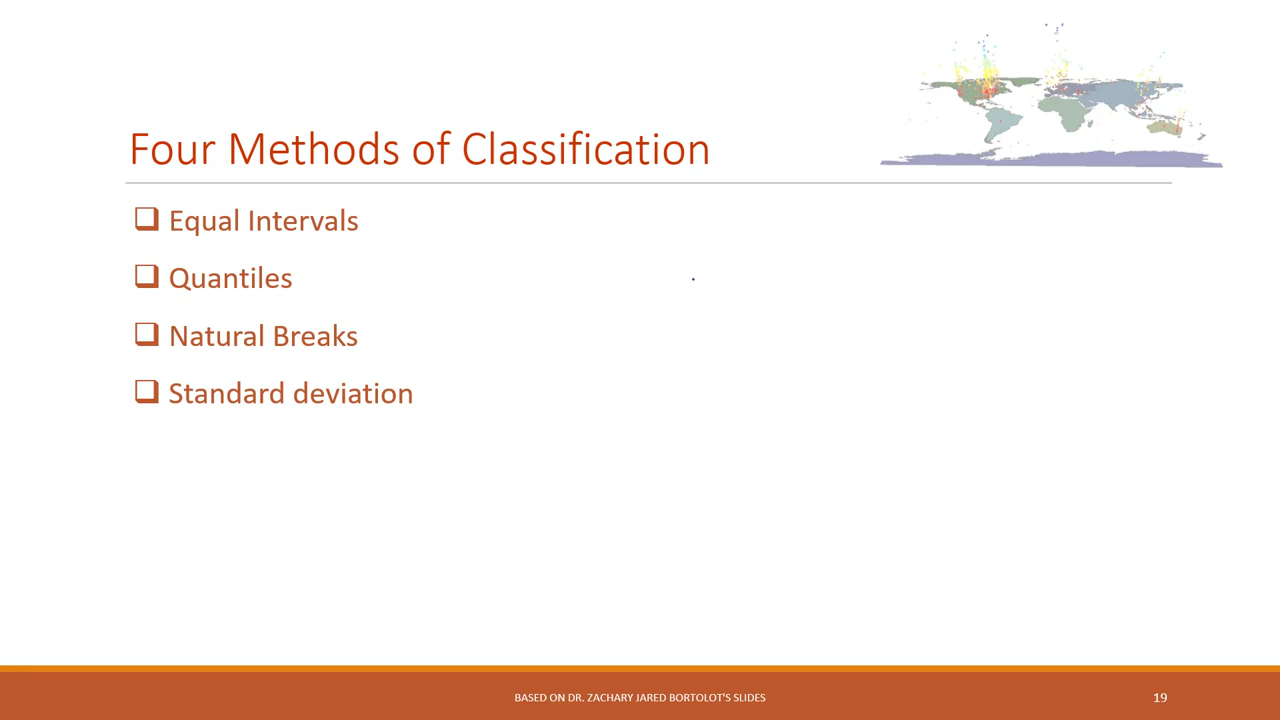 Four Methods of Classification
Equal Intervals
Quantiles
Natural Breaks
Standard deviation
BASED ON DR. ZACHARY JARED BORTOLOT'S SLIDES
19